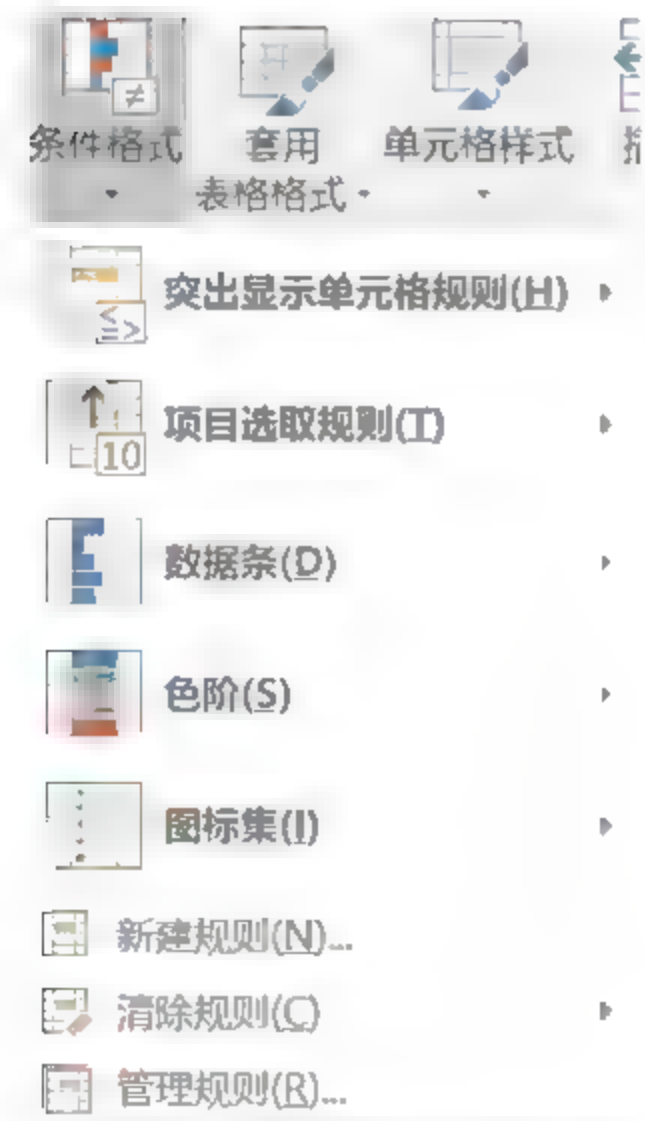 ≠
条件格式
套用
表格格式
单元格样式
突出显示单元格规则(H)
10
项目选取规则(T)
数据条(D)
色阶(S)
图标集(I)
新建规则(N)...
清除规则(C)
管理规则(R)...